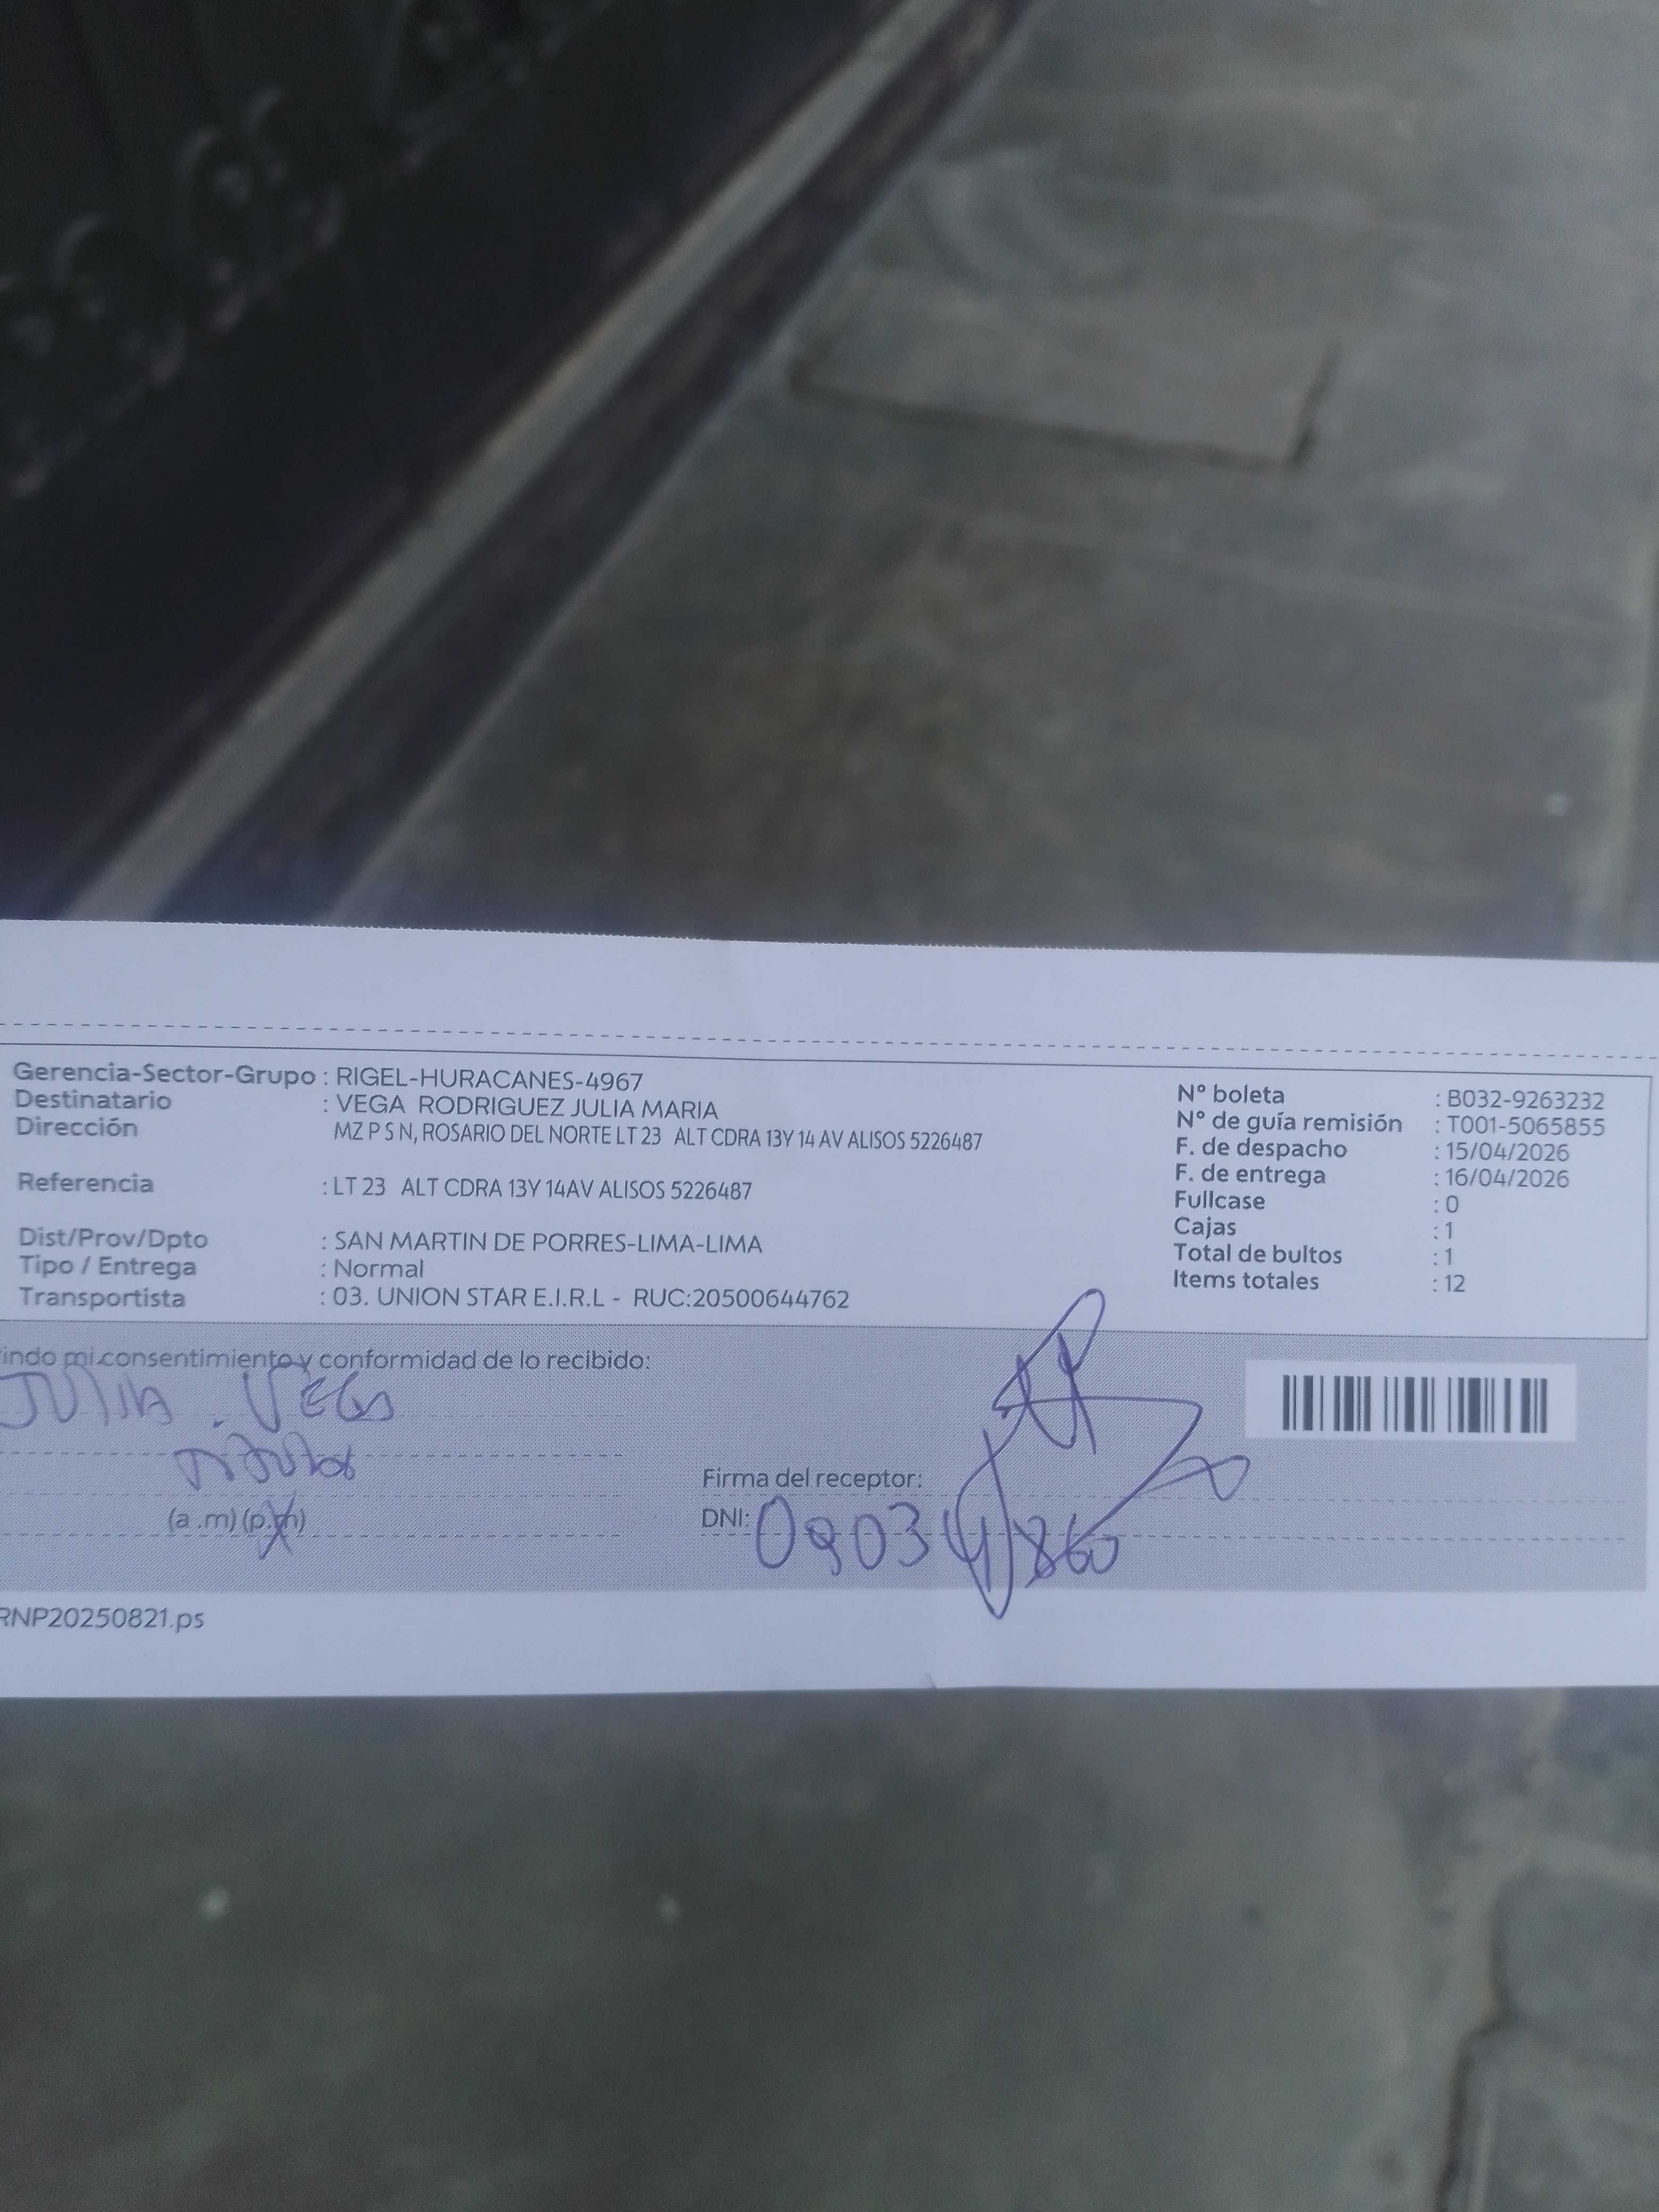 Gerencia-Sector-Grupo : RIGEL-HURACANES-4967
Destinatario : VEGA RODRIGUEZ JULIA MARIA
Dirección MZ P S N, ROSARIO DEL NORTE LT 23 ALT CDRA 13Y 14 AV ALISOS 5226487
Referencia : LT 23 ALT CDRA 13Y 14AV ALISOS 5226487
Dist/Prov/Dpto : SAN MARTIN DE PORRES-LIMA-LIMA
Tipo / Entrega : Normal
Transportista : 03. UNION STAR E.I.R.L - RUC:20500644762
N° boleta : B032-9263232
N° de guía remisión : T001-5065855
F. de despacho : 15/04/2026
F. de entrega : 16/04/2026
Fullcase : 0
Cajas : 1
Total de bultos : 1
Items totales : 12
indo mi consentimiento y conformidad de lo recibido:
JULIA . VEGA
(a.m) (p.m)
Firma del receptor:
DNI:
RNP20250821.ps